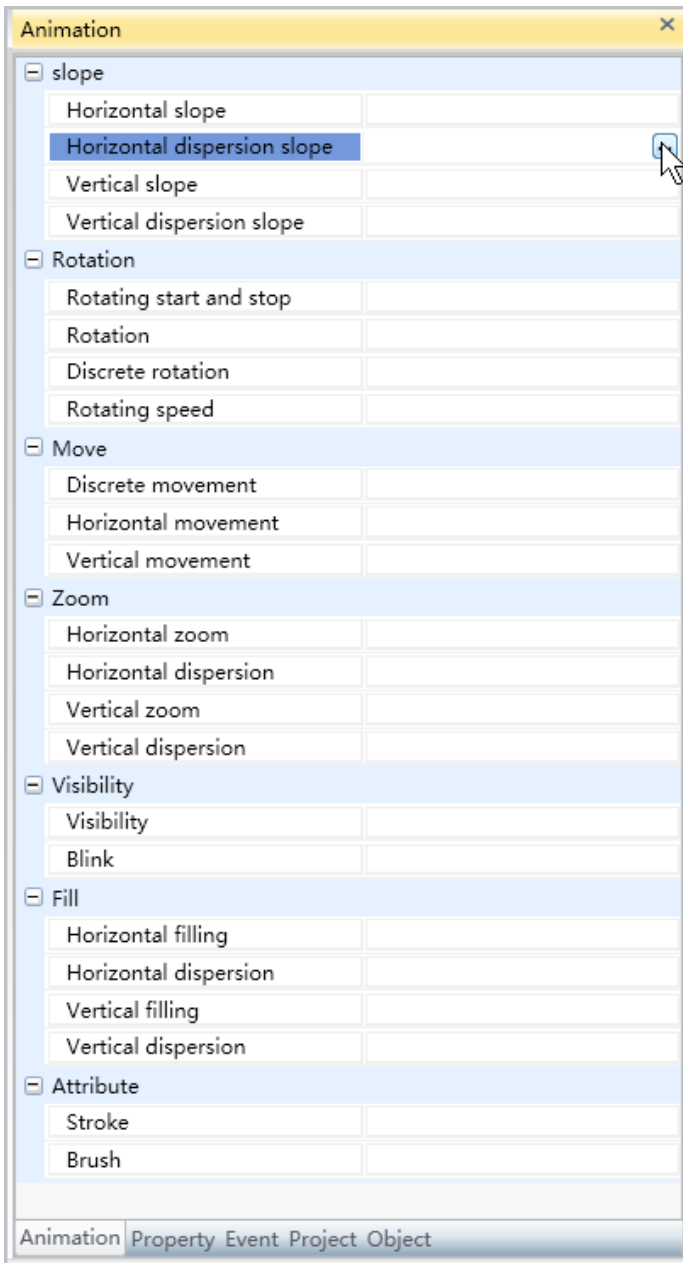 Animation
slope
Horizontal slope
Horizontal dispersion slope
Vertical slope
Vertical dispersion slope
Rotation
Rotating start and stop
Rotation
Discrete rotation
Rotating speed
Move
Discrete movement
Horizontal movement
Vertical movement
Zoom
Horizontal zoom
Horizontal dispersion
Vertical zoom
Vertical dispersion
Visibility
Visibility
Blink
Fill
Horizontal filling
Horizontal dispersion
Vertical filling
Vertical dispersion
Attribute
Stroke
Brush
Animation Property Event Project Object